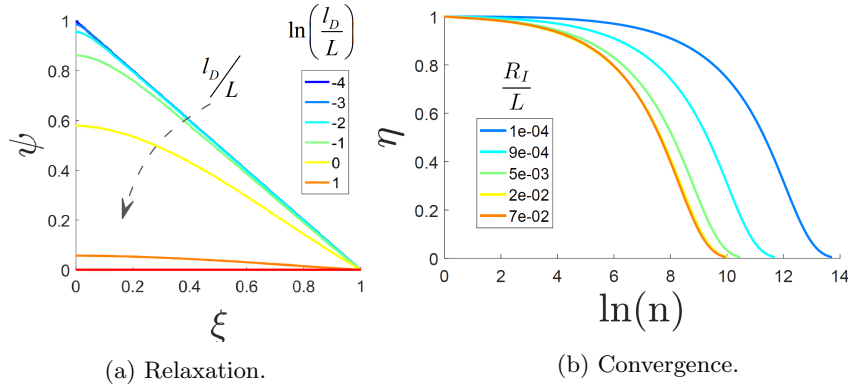 ln(l_D/L)
l_D/L
-4
-3
-2
-1
0
1
1.0
0.8
0.6
0.4
0.2
0
0 0.2 0.4 0.6 0.8 1
ψ
ξ
(a) Relaxation.
R_I/L
1e-04
9e-04
5e-03
2e-02
7e-02
1
0.8
0.6
0.4
0.2
0
0 2 4 6 8 10 12 14
η
ln(n)
(b) Convergence.